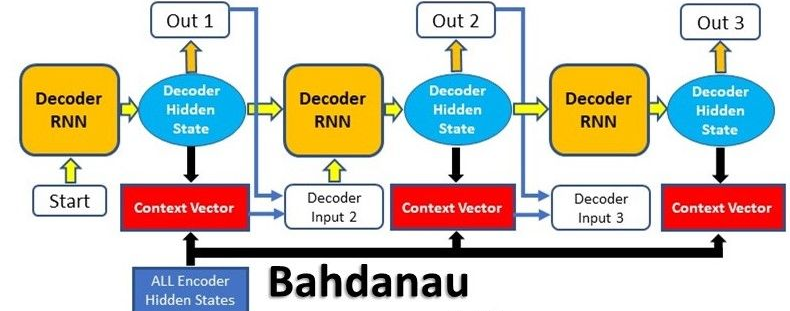 Out 1
Out 2
Out 3
Decoder
RNN
Decoder
Hidden
State
Decoder
RNN
Decoder
Hidden
State
Decoder
RNN
Decoder
Hidden
State
Start
Context Vector
Decoder
Input 2
Context Vector
Decoder
Input 3
Context Vector
ALL Encoder
Hidden States
Bahdanau